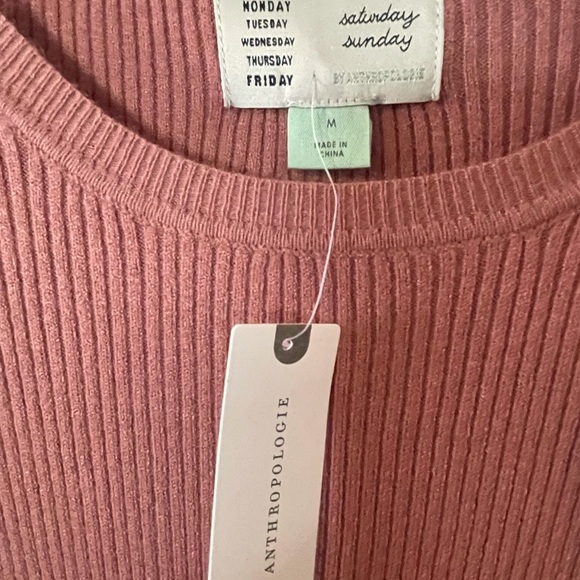 MONDAY
TUESDAY
WEDNESDAY
THURSDAY
FRIDAY
saturday
sunday
BY ANTHROPOLOGIE
M
MADE IN
CHINA
ANTHROPOLOGIE